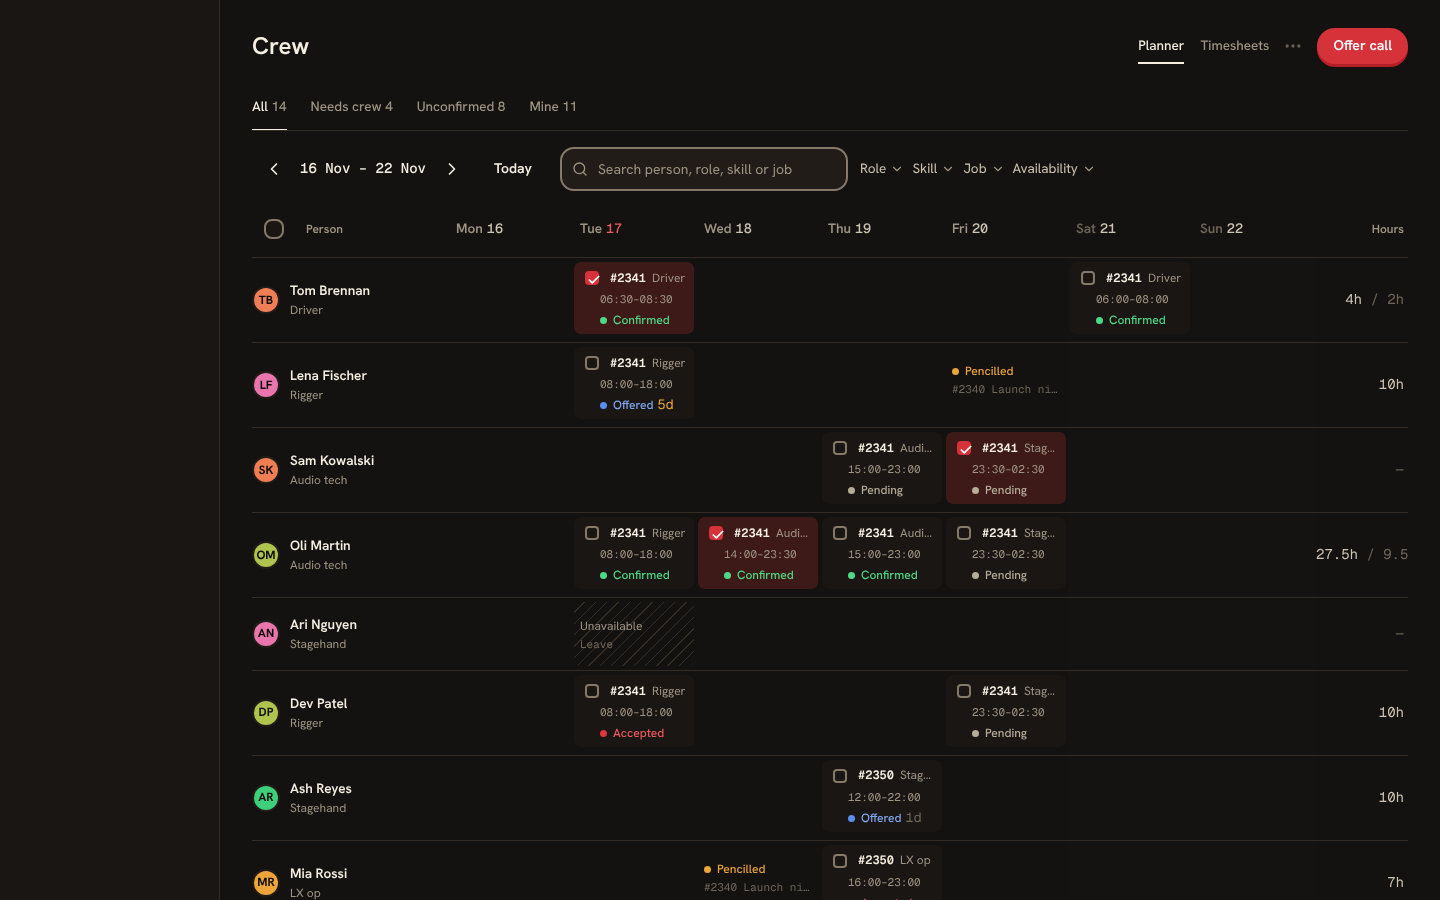 Crew
Planner Timesheets ••• Offer call
All 14 Needs crew 4 Unconfirmed 8 Mine 11
16 Nov – 22 Nov Today Search person, role, skill or job Role Skill Job Availability
Person Mon 16 Tue 17 Wed 18 Thu 19 Fri 20 Sat 21 Sun 22 Hours
TB Tom Brennan
Driver
#2341 Driver
06:30–08:30
Confirmed
#2341 Driver
06:00–08:00
Confirmed
4h / 2h
LF Lena Fischer
Rigger
#2341 Rigger
08:00–18:00
Offered 5d
Pencilled
#2340 Launch ni…
10h
SK Sam Kowalski
Audio tech
#2341 Audi…
15:00–23:00
Pending
#2341 Stag…
23:30–02:30
Pending
–
OM Oli Martin
Audio tech
#2341 Rigger
08:00–18:00
Confirmed
#2341 Audi…
14:00–23:30
Confirmed
#2341 Audi…
15:00–23:00
Confirmed
#2341 Stag…
23:30–02:30
Pending
27.5h / 9.5
AN Ari Nguyen
Stagehand
Unavailable
Leave
–
DP Dev Patel
Rigger
#2341 Rigger
08:00–18:00
Accepted
#2341 Stag…
23:30–02:30
Pending
10h
AR Ash Reyes
Stagehand
#2350 Stag…
12:00–22:00
Offered 1d
10h
MR Mia Rossi
LX op
Pencilled
#2340 Launch ni…
#2350 LX op
16:00–23:00
7h